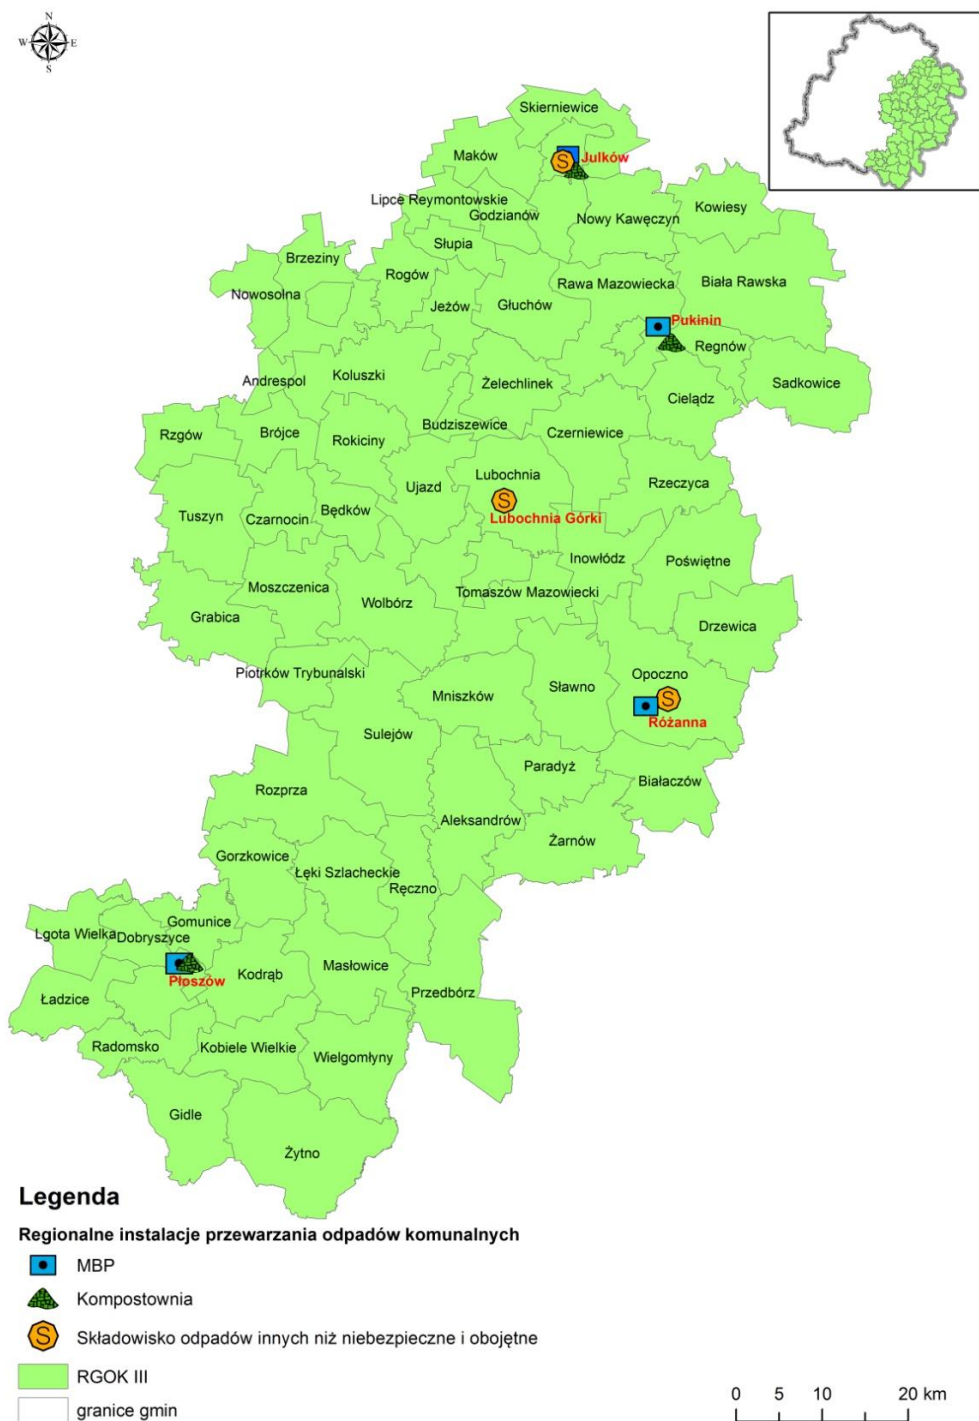 N
W E
S
Skierniewice
Maków
Julków
Lipce Reymontowskie
Godzianów
Nowy Kawęczyn
Kowiesy
Słupia
Brzeziny
Rogów
Rawa Mazowiecka
Biała Rawska
Nowosolna
Jeżów
Głuchów
Pukinin
Regnów
Andrespol
Koluszki
Żelechlinek
Sadkowice
Cielądz
Rzgów
Brójce
Rokiciny
Budziszewice
Czerniewice
Lubochnia
Rzeczyca
Ujazd
Tuszyn
Czarnocin
Będków
Lubochnia Górki
Inowłódz
Poświętne
Moszczenica
Wolbórz
Tomaszów Mazowiecki
Grabica
Drzewica
Piotrków Trybunalski
Mniszków
Sławno
Opoczno
Różanna
Sulejów
Paradyż
Białaczów
Rozprza
Aleksandrów
Żarnów
Gorzkowice
Łęki Szlacheckie
Ręczno
Gomunice
Lgota Wielka
Dobryszyce
Płoszów
Kodrąb
Masłowice
Przedbórz
Ładzice
Radomsko
Kobiele Wielkie
Wielgomłyny
Gidle
Żytno
Legenda
Regionalne instalacje przewarzania odpadów komunalnych
MBP
Kompostownia
S Składowisko odpadów innych niż niebezpieczne i obojętne
RGOK III
granice gmin
0 5 10 20 km